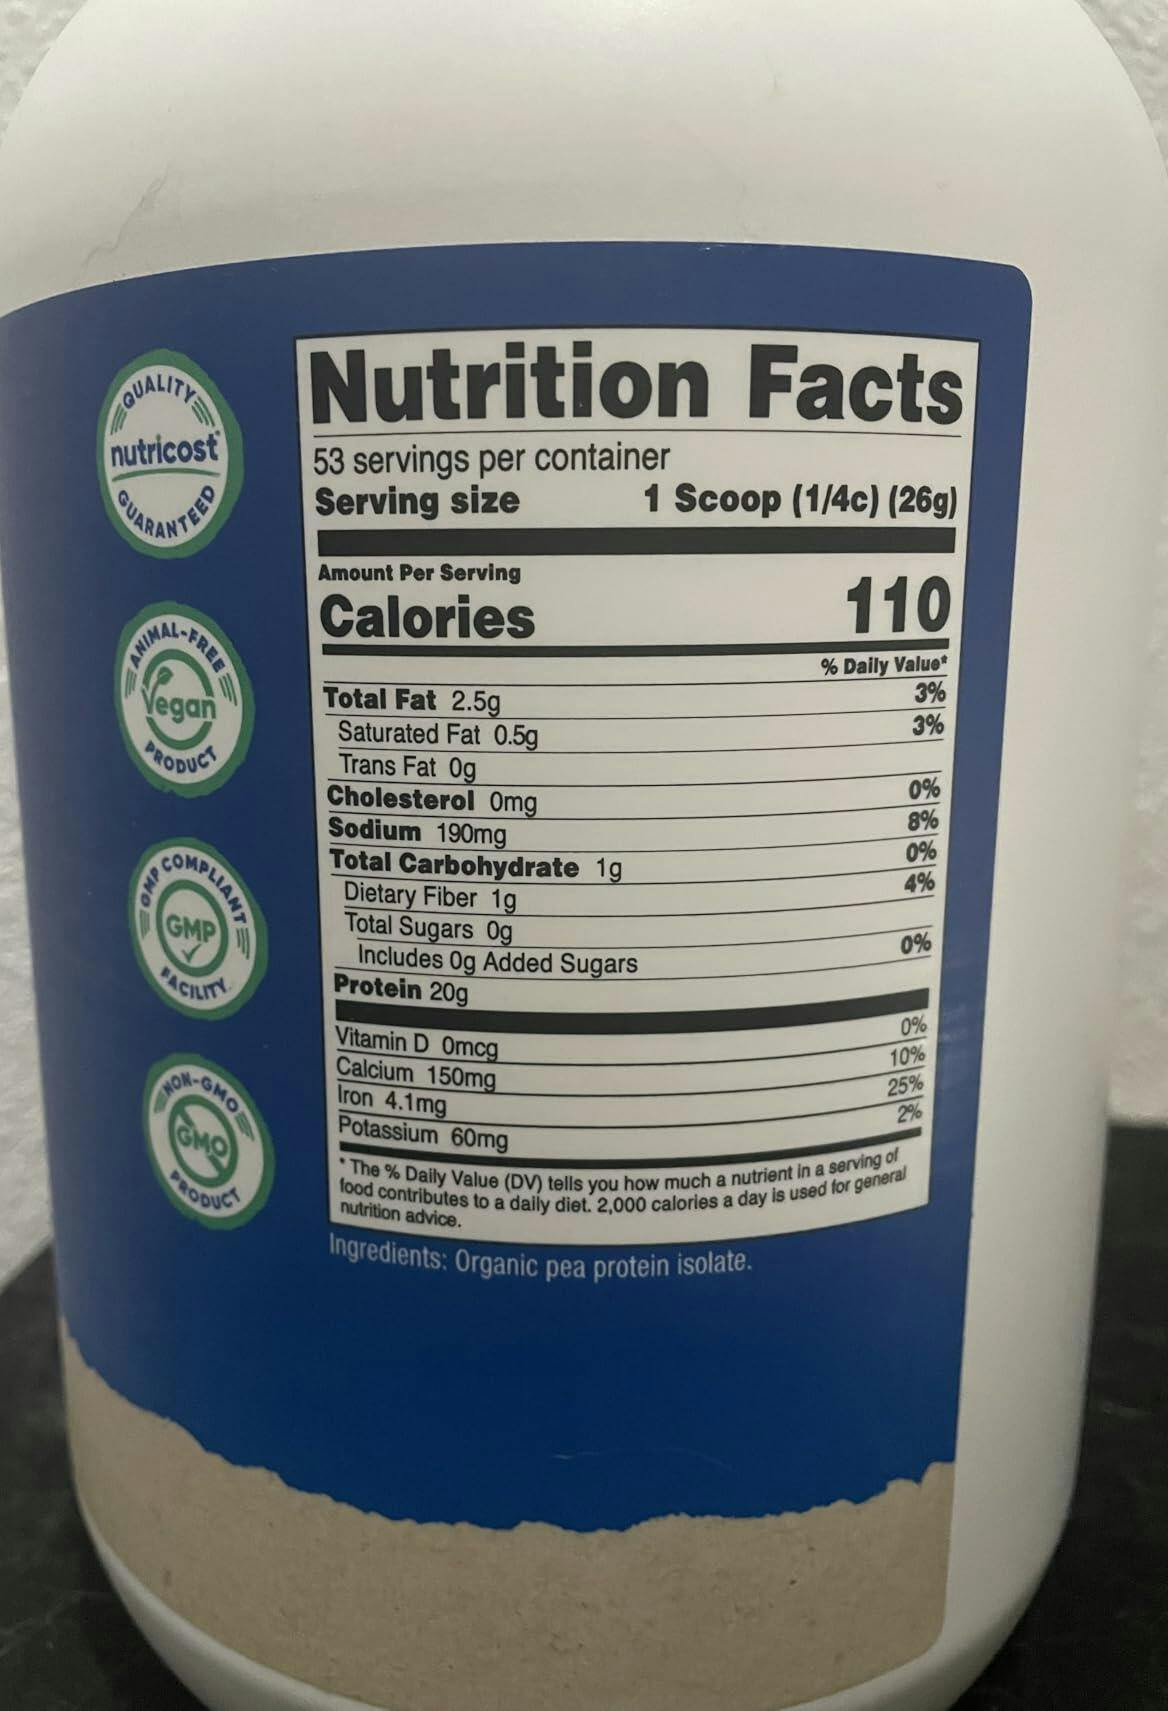 QUALITY
nutricost
GUARANTEED
ANIMAL-FREE
Vegan
PRODUCT
GMP COMPLIANT
GMP
FACILITY
NON-GMO
GMO
PRODUCT
Nutrition Facts
53 servings per container
Serving size 1 Scoop (1/4c) (26g)
Amount Per Serving
Calories 110
% Daily Value*
Total Fat 2.5g 3%
Saturated Fat 0.5g 3%
Trans Fat 0g
Cholesterol 0mg 0%
Sodium 190mg 8%
Total Carbohydrate 1g 0%
Dietary Fiber 1g 4%
Total Sugars 0g
Includes 0g Added Sugars 0%
Protein 20g
Vitamin D 0mcg 0%
Calcium 150mg 10%
Iron 4.1mg 25%
Potassium 60mg 2%
* The % Daily Value (DV) tells you how much a nutrient in a serving of
food contributes to a daily diet. 2,000 calories a day is used for general
nutrition advice.
Ingredients: Organic pea protein isolate.